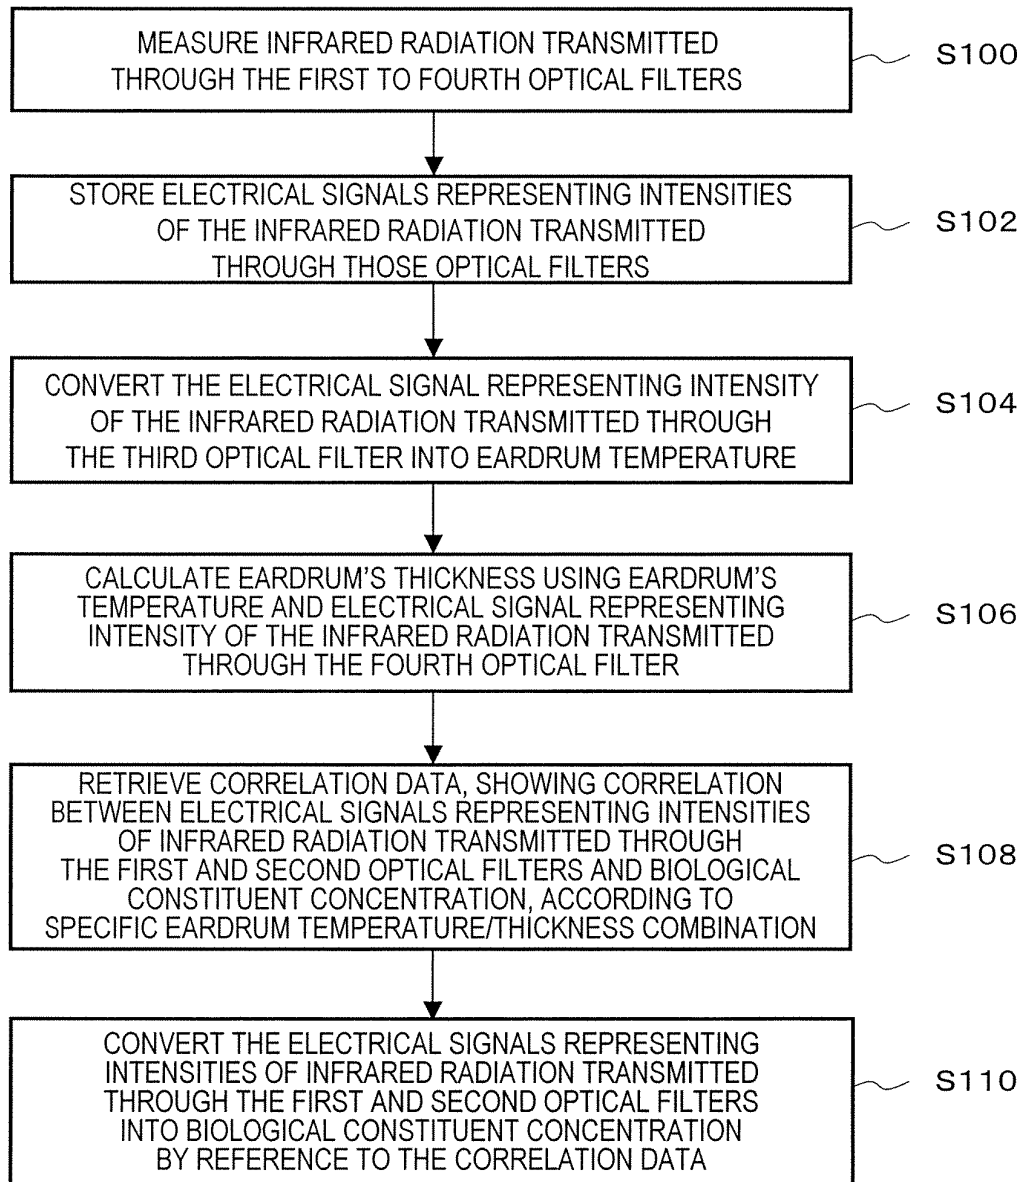 MEASURE INFRARED RADIATION TRANSMITTED
THROUGH THE FIRST TO FOURTH OPTICAL FILTERS
S100
STORE ELECTRICAL SIGNALS REPRESENTING INTENSITIES
OF THE INFRARED RADIATION TRANSMITTED
THROUGH THOSE OPTICAL FILTERS
S102
CONVERT THE ELECTRICAL SIGNAL REPRESENTING INTENSITY
OF THE INFRARED RADIATION TRANSMITTED THROUGH
THE THIRD OPTICAL FILTER INTO EARDRUM TEMPERATURE
S104
CALCULATE EARDRUM'S THICKNESS USING EARDRUM'S
TEMPERATURE AND ELECTRICAL SIGNAL REPRESENTING
INTENSITY OF THE INFRARED RADIATION TRANSMITTED
THROUGH THE FOURTH OPTICAL FILTER
S106
RETRIEVE CORRELATION DATA, SHOWING CORRELATION
BETWEEN ELECTRICAL SIGNALS REPRESENTING INTENSITIES
OF INFRARED RADIATION TRANSMITTED THROUGH
THE FIRST AND SECOND OPTICAL FILTERS AND BIOLOGICAL
CONSTITUENT CONCENTRATION, ACCORDING TO
SPECIFIC EARDRUM TEMPERATURE/THICKNESS COMBINATION
S108
CONVERT THE ELECTRICAL SIGNALS REPRESENTING
INTENSITIES OF INFRARED RADIATION TRANSMITTED
THROUGH THE FIRST AND SECOND OPTICAL FILTERS
INTO BIOLOGICAL CONSTITUENT CONCENTRATION
BY REFERENCE TO THE CORRELATION DATA
S110